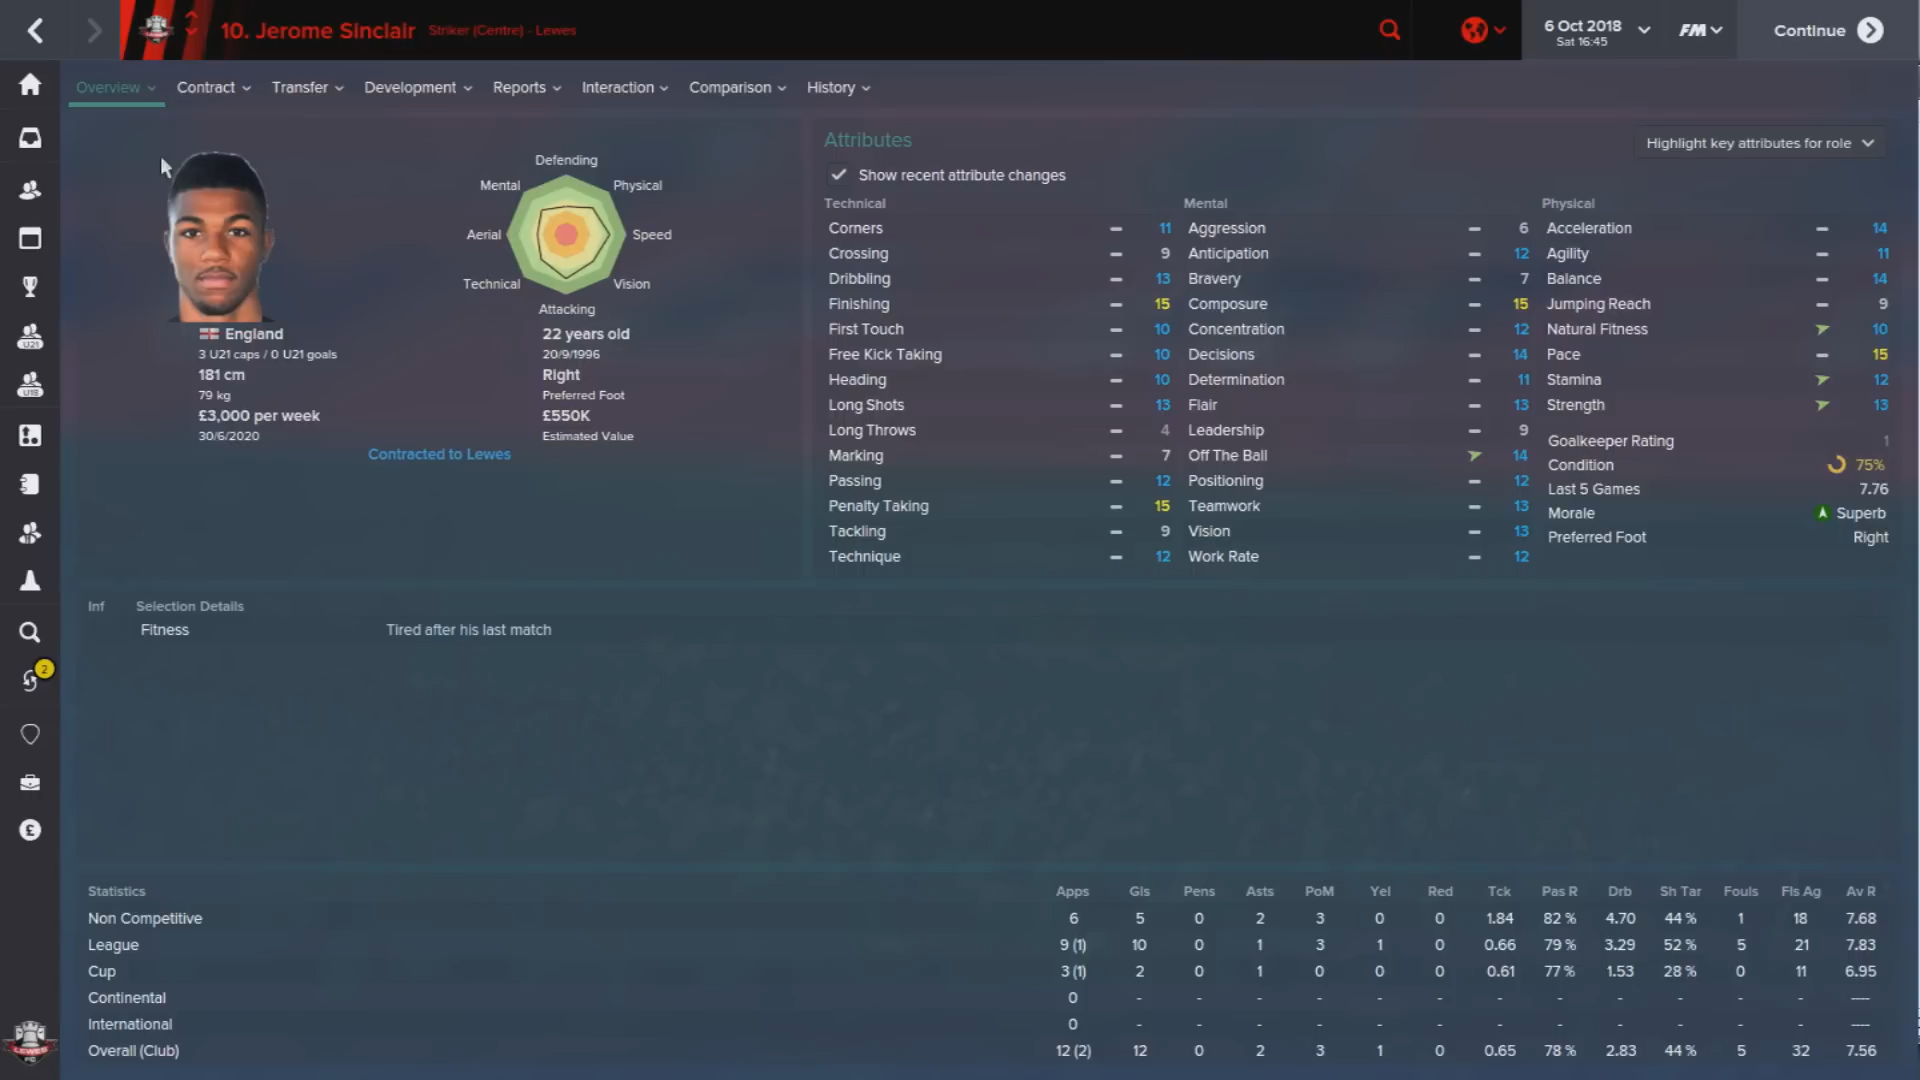 10. Jerome Sinclair Striker (Centre) - Lewes
6 Oct 2018
Sat 16:45
FM
Continue
Overview Contract Transfer Development Reports Interaction Comparison History
Defending
Mental Physical
Aerial Speed
Technical Vision
Attacking
England
3 U21 caps / 0 U21 goals
181 cm
79 kg
£3,000 per week
30/6/2020
22 years old
20/9/1996
Right
Preferred Foot
£550K
Estimated Value
Contracted to Lewes
Attributes
Highlight key attributes for role
Show recent attribute changes
Technical
Corners 11
Crossing 9
Dribbling 13
Finishing 15
First Touch 10
Free Kick Taking 10
Heading 10
Long Shots 13
Long Throws 4
Marking 7
Passing 12
Penalty Taking 15
Tackling 9
Technique 12
Mental
Aggression 6
Anticipation 12
Bravery 7
Composure 15
Concentration 12
Decisions 14
Determination 11
Flair 13
Leadership 9
Off The Ball 14
Positioning 12
Teamwork 13
Vision 13
Work Rate 12
Physical
Acceleration 14
Agility 11
Balance 14
Jumping Reach 9
Natural Fitness 10
Pace 15
Stamina 12
Strength 13
Goalkeeper Rating 1
Condition 75%
Last 5 Games 7.76
Morale Superb
Preferred Foot Right
Inf Selection Details
Fitness Tired after his last match
U21
U18
2
£
LEWES
FC
Statistics Apps Gls Pens Asts PoM Yel Red Tck Pas R Drb Sh Tar Fouls Fls Ag Av R
Non Competitive 6 5 0 2 3 0 0 1.84 82 % 4.70 44 % 1 18 7.68
League 9 (1) 10 0 1 3 1 0 0.66 79 % 3.29 52 % 5 21 7.83
Cup 3 (1) 2 0 1 0 0 0 0.61 77 % 1.53 28 % 0 11 6.95
Continental 0 - - - - - - - - - - - - ----
International 0 - - - - - - - - - - - - ----
Overall (Club) 12 (2) 12 0 2 3 1 0 0.65 78 % 2.83 44 % 5 32 7.56